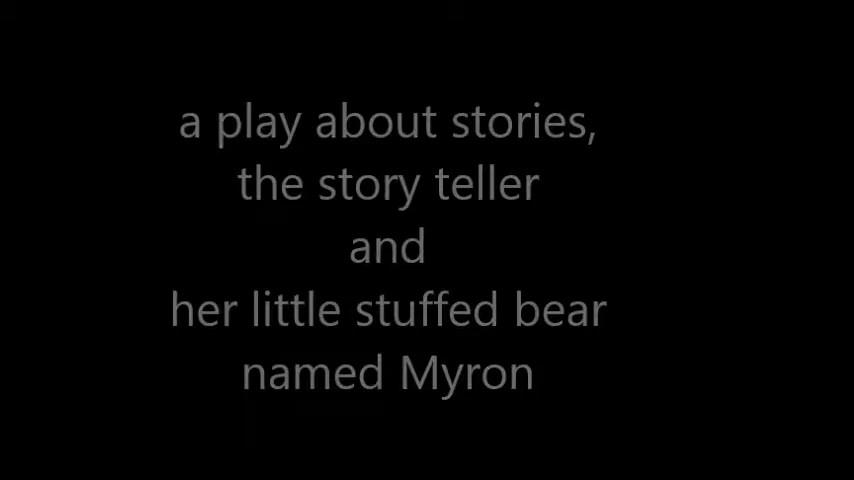 a play about stories,
the story teller
and
her little stuffed bear
named Myron